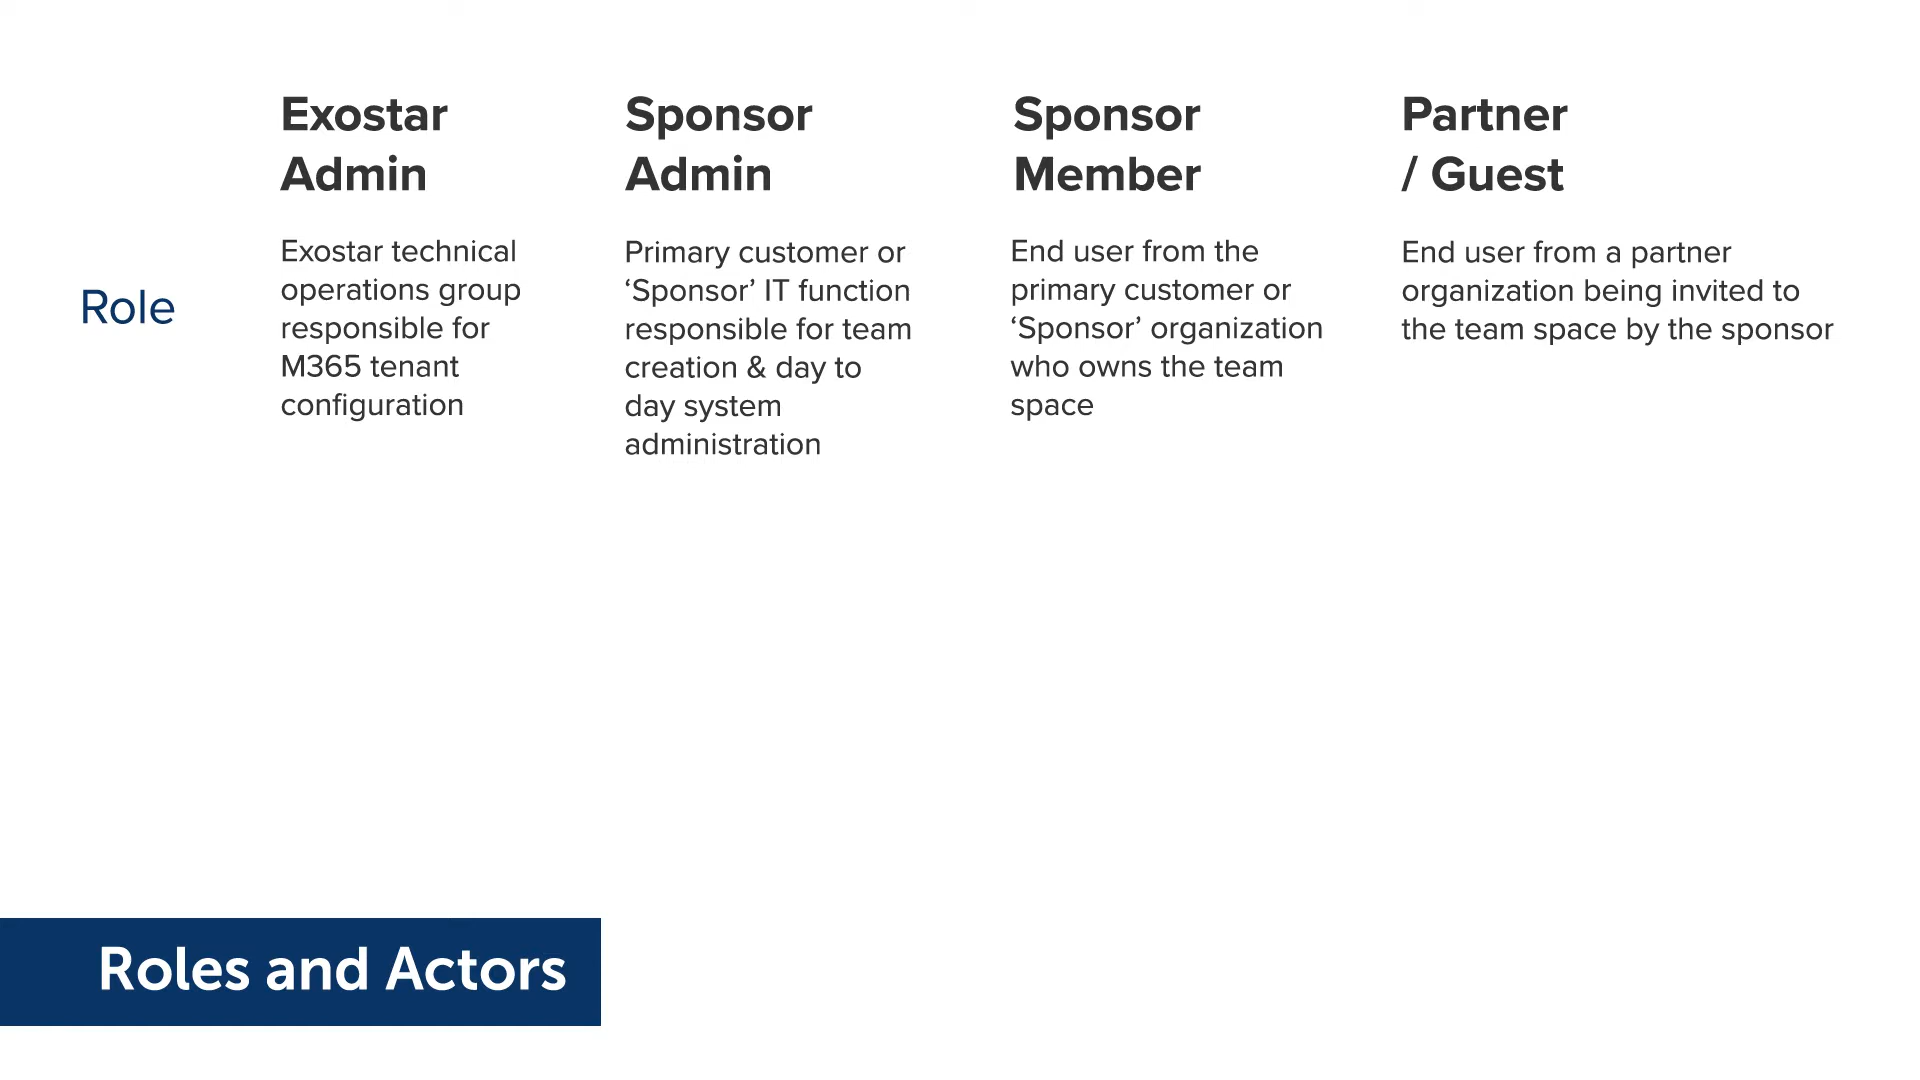 Exostar
Admin
Sponsor
Admin
Sponsor
Member
Partner
/ Guest
Role
Exostar technical
operations group
responsible for
M365 tenant
configuration
Primary customer or
‘Sponsor’ IT function
responsible for team
creation & day to
day system
administration
End user from the
primary customer or
‘Sponsor’ organization
who owns the team
space
End user from a partner
organization being invited to
the team space by the sponsor
Roles and Actors